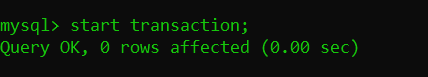 mysql> start transaction;
Query OK, 0 rows affected (0.00 sec)